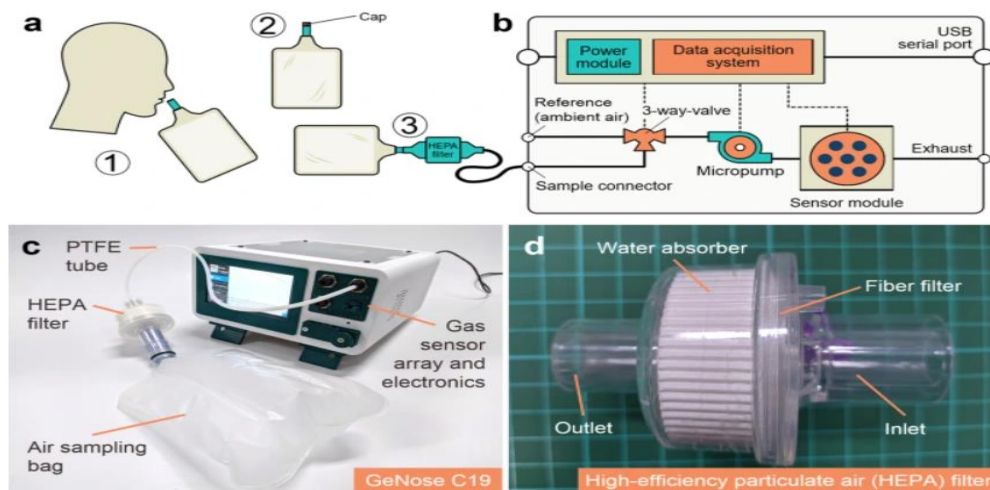 a
1
2
Cap
3
HEPA
filter
b
Power
module
Data acquisition
system
USB
serial port
Reference
(ambient air)
3-way-valve
Micropump
Sample connector
Exhaust
Sensor module
c
PTFE
tube
HEPA
filter
Gas
sensor
array and
electronics
Air sampling
bag
GeNose C19
d
Water absorber
Fiber filter
Outlet
Inlet
High-efficiency particulate air (HEPA) filter